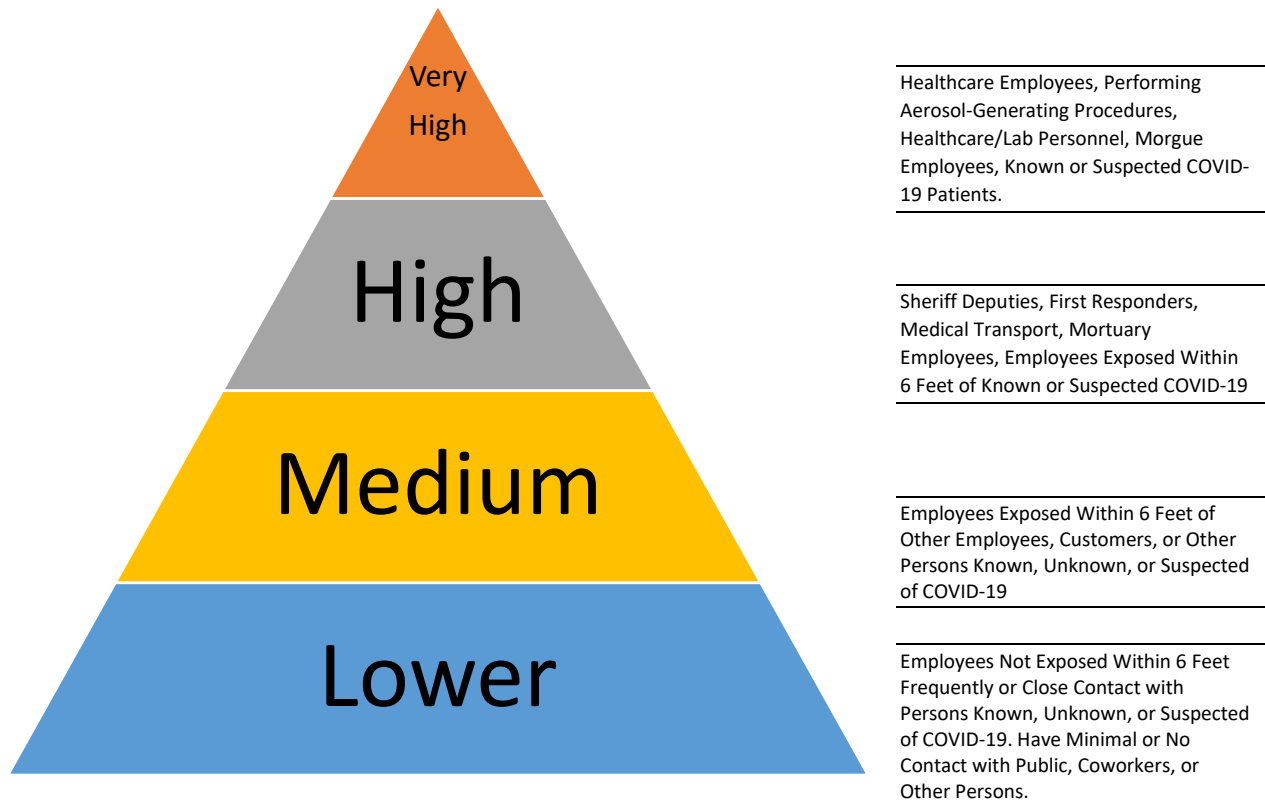 Very
High
Healthcare Employees, Performing
Aerosol-Generating Procedures,
Healthcare/Lab Personnel, Morgue
Employees, Known or Suspected COVID-
19 Patients.
High
Sheriff Deputies, First Responders,
Medical Transport, Mortuary
Employees, Employees Exposed Within
6 Feet of Known or Suspected COVID-19
Medium
Employees Exposed Within 6 Feet of
Other Employees, Customers, or Other
Persons Known, Unknown, or Suspected
of COVID-19
Lower
Employees Not Exposed Within 6 Feet
Frequently or Close Contact with
Persons Known, Unknown, or Suspected
of COVID-19. Have Minimal or No
Contact with Public, Coworkers, or
Other Persons.